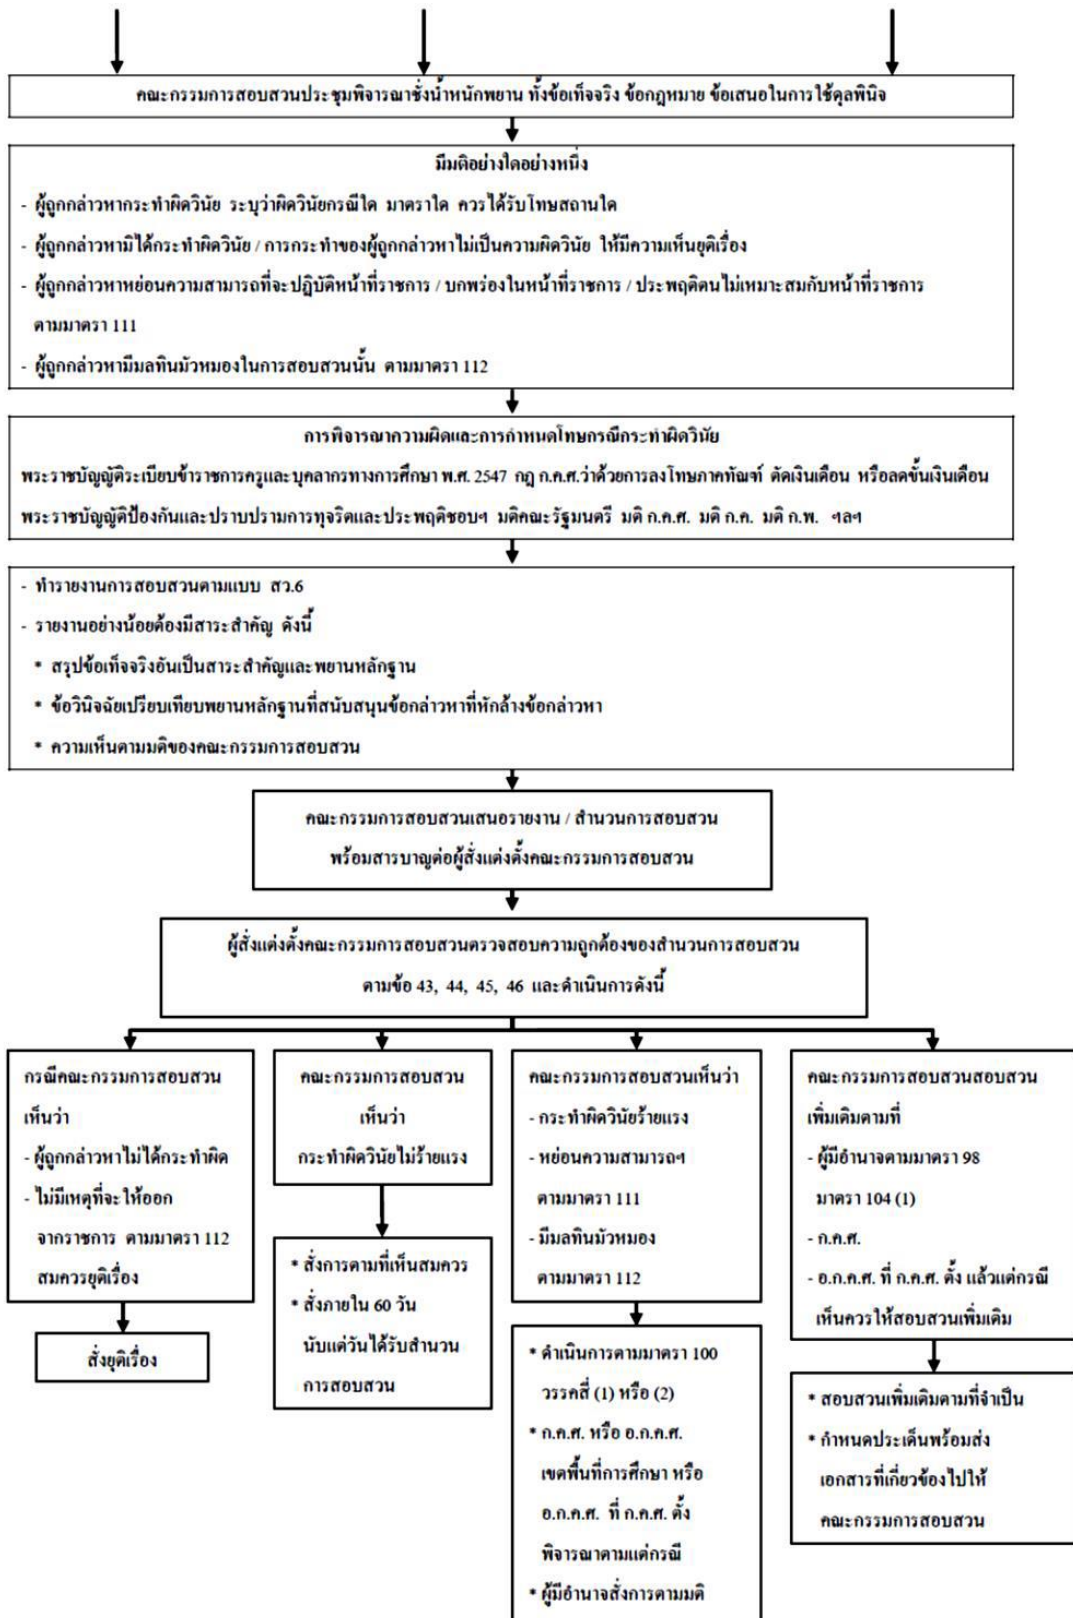 คณะกรรมการสอบสวนประชุมพิจารณาชั่งน้ำหนักพยาน ทั้งข้อเท็จจริง ข้อกฎหมาย ข้อเสนอในการใช้ดุลพินิจ
มีมติอย่างใดอย่างหนึ่ง
- ผู้ถูกกล่าวหากระทำผิดวินัย ระบุว่าผิดวินัยกรณีใด มาตราใด ควรได้รับโทษสถานใด
- ผู้ถูกกล่าวหามิได้กระทำผิดวินัย / การกระทำของผู้ถูกกล่าวหาไม่เป็นความผิดวินัย ให้มีความเห็นยุติเรื่อง
- ผู้ถูกกล่าวหาหย่อนความสามารถที่จะปฏิบัติหน้าที่ราชการ / บกพร่องในหน้าที่ราชการ / ประพฤติตนไม่เหมาะสมกับหน้าที่ราชการ
ตามมาตรา 111
- ผู้ถูกกล่าวหามีมลทินมัวหมองในการสอบสวนนั้น ตามมาตรา 112
การพิจารณาความผิดและการกำหนดโทษกรณีกระทำผิดวินัย
พระราชบัญญัติระเบียบข้าราชการครูและบุคลากรทางการศึกษา พ.ศ. 2547 กฎ ก.ค.ศ.ว่าด้วยการลงโทษภาคทัณฑ์ ตัดเงินเดือน หรือลดขั้นเงินเดือน
พระราชบัญญัติป้องกันและปราบปรามการทุจริตและประพฤติชอบฯ มติคณะรัฐมนตรี มติ ก.ค.ศ. มติ ก.ค. มติ ก.พ. ฯลฯ
- ทำรายงานการสอบสวนตามแบบ สว.6
- รายงานอย่างน้อยต้องมีสาระสำคัญ ดังนี้
* สรุปข้อเท็จจริงอันเป็นสาระสำคัญและพยานหลักฐาน
* ข้อวินิจฉัยเปรียบเทียบพยานหลักฐานที่สนับสนุนข้อกล่าวหาที่หักล้างข้อกล่าวหา
* ความเห็นตามมติของคณะกรรมการสอบสวน
คณะกรรมการสอบสวนเสนอรายงาน / สำนวนการสอบสวน
พร้อมสารบาญต่อผู้สั่งแต่งตั้งคณะกรรมการสอบสวน
ผู้สั่งแต่งตั้งคณะกรรมการสอบสวนตรวจสอบความถูกต้องของสำนวนการสอบสวน
ตามข้อ 43, 44, 45, 46 และดำเนินการดังนี้
กรณีคณะกรรมการสอบสวน
เห็นว่า
- ผู้ถูกกล่าวหาไม่ได้กระทำผิด
- ไม่มีเหตุที่จะให้ออก
จากราชการ ตามมาตรา 112
สมควรยุติเรื่อง
สั่งยุติเรื่อง
คณะกรรมการสอบสวน
เห็นว่า
กระทำผิดวินัยไม่ร้ายแรง
* สั่งการตามที่เห็นสมควร
* สั่งภายใน 60 วัน
นับแต่วันได้รับสำนวน
การสอบสวน
คณะกรรมการสอบสวนเห็นว่า
- กระทำผิดวินัยร้ายแรง
- หย่อนความสามารถฯ
ตามมาตรา 111
- มีมลทินมัวหมอง
ตามมาตรา 112
* ดำเนินการตามมาตรา 100
วรรคสี่ (1) หรือ (2)
* ก.ค.ศ. หรือ อ.ก.ค.ศ.
เขตพื้นที่การศึกษา หรือ
อ.ก.ค.ศ. ที่ ก.ค.ศ. ตั้ง
พิจารณาตามแต่กรณี
* ผู้มีอำนาจสั่งการตามมติ
คณะกรรมการสอบสวนสอบสวน
เพิ่มเติมตามที่
- ผู้มีอำนาจตามมาตรา 98
มาตรา 104 (1)
- ก.ค.ศ.
- อ.ก.ค.ศ. ที่ ก.ค.ศ. ตั้ง แล้วแต่กรณี
เห็นควรให้สอบสวนเพิ่มเติม
* สอบสวนเพิ่มเติมตามที่จำเป็น
* กำหนดประเด็นพร้อมส่ง
เอกสารที่เกี่ยวข้องไปให้
คณะกรรมการสอบสวน